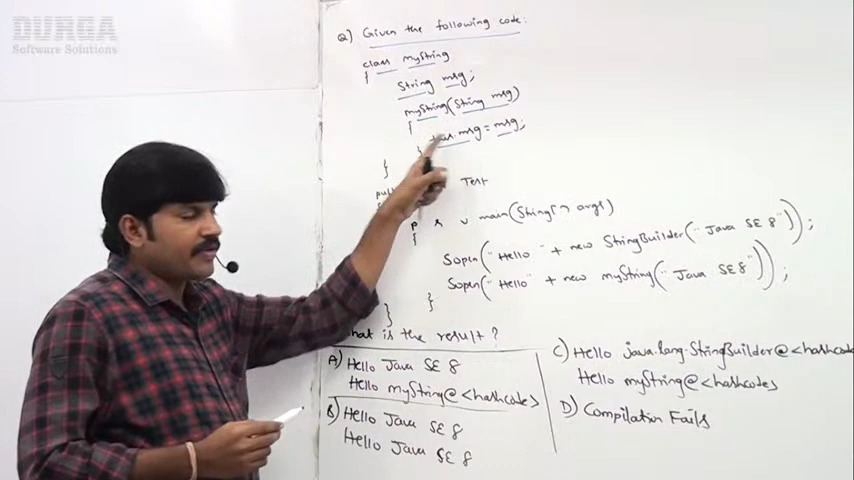 DURGA
Software Solutions
Q) Given the following code:
class myString
{
String msg;
myString(String msg)
{
msg = msg;
}
}
Test
{
p s v main(String[] args)
{
Sopln("Hello " + new StringBuilder("Java SE 8"));
Sopln("Hello" + new myString("Java SE8"));
}
}
is the result ?
A) Hello Java SE 8
Hello myString@<hashcode>
B) Hello Java SE 8
Hello Java SE 8
C) Hello java.lang.StringBuilder@<hashcode
Hello myString@<hashcode>
D) Compilation Fails